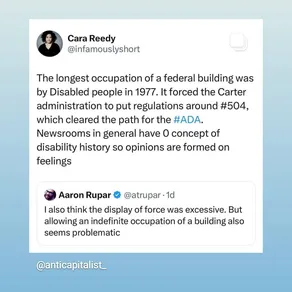 Cara Reedy
@infamouslyshort
The longest occupation of a federal building was
by Disabled people in 1977. It forced the Carter
administration to put regulations around #504,
which cleared the path for the #ADA.
Newsrooms in general have 0 concept of
disability history so opinions are formed on
feelings
Aaron Rupar @atrupar · 1d
I also think the display of force was excessive. But
allowing an indefinite occupation of a building also
seems problematic
@anticapitalist_